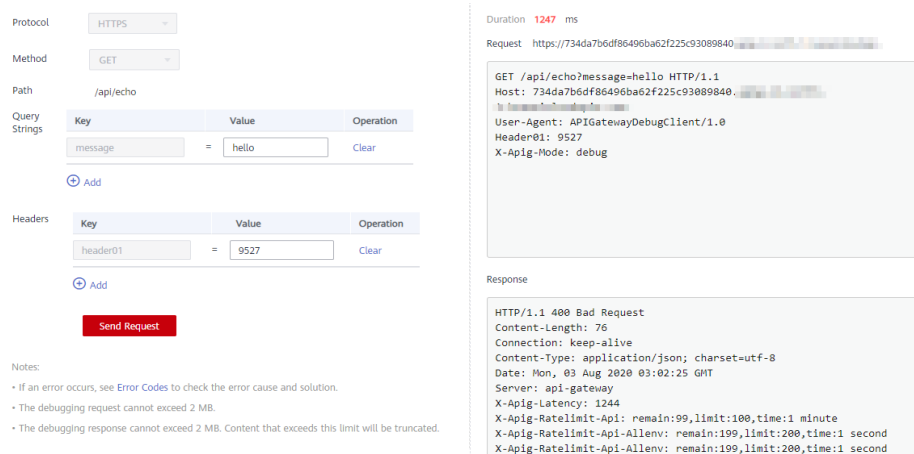 Protocol
HTTPS
Method
GET
Path
/api/echo
Query
Strings
Key Value Operation
message = hello Clear
Add
Headers
Key Value Operation
header01 = 9527 Clear
Add
Send Request
Notes:
• If an error occurs, see Error Codes to check the error cause and solution.
• The debugging request cannot exceed 2 MB.
• The debugging response cannot exceed 2 MB. Content that exceeds this limit will be truncated.
Duration 1247 ms
Request https://734da7b6df86496ba62f225c93089840
GET /api/echo?message=hello HTTP/1.1
Host: 734da7b6df86496ba62f225c93089840.
User-Agent: APIGatewayDebugClient/1.0
Header01: 9527
X-Apig-Mode: debug
Response
HTTP/1.1 400 Bad Request
Content-Length: 76
Connection: keep-alive
Content-Type: application/json; charset=utf-8
Date: Mon, 03 Aug 2020 03:02:25 GMT
Server: api-gateway
X-Apig-Latency: 1244
X-Apig-Ratelimit-Api: remain:99,limit:100,time:1 minute
X-Apig-Ratelimit-Api-Allenv: remain:199,limit:200,time:1 second
X-Apig-Ratelimit-Api-Allenv: remain:199,limit:200,time:1 second